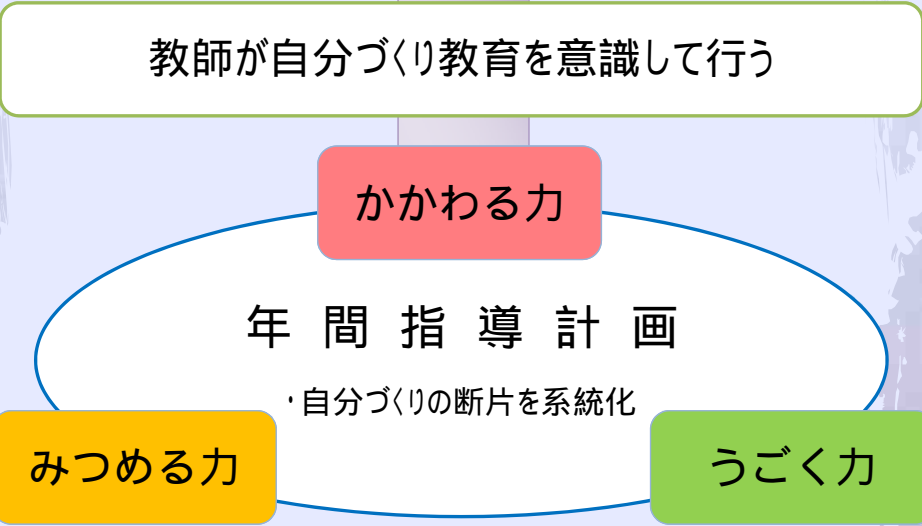 教師が自分づくり教育を意識して行う
かかわる力
年 間 指 導 計 画
・自分づくりの断片を系統化
みつめる力
うごく力